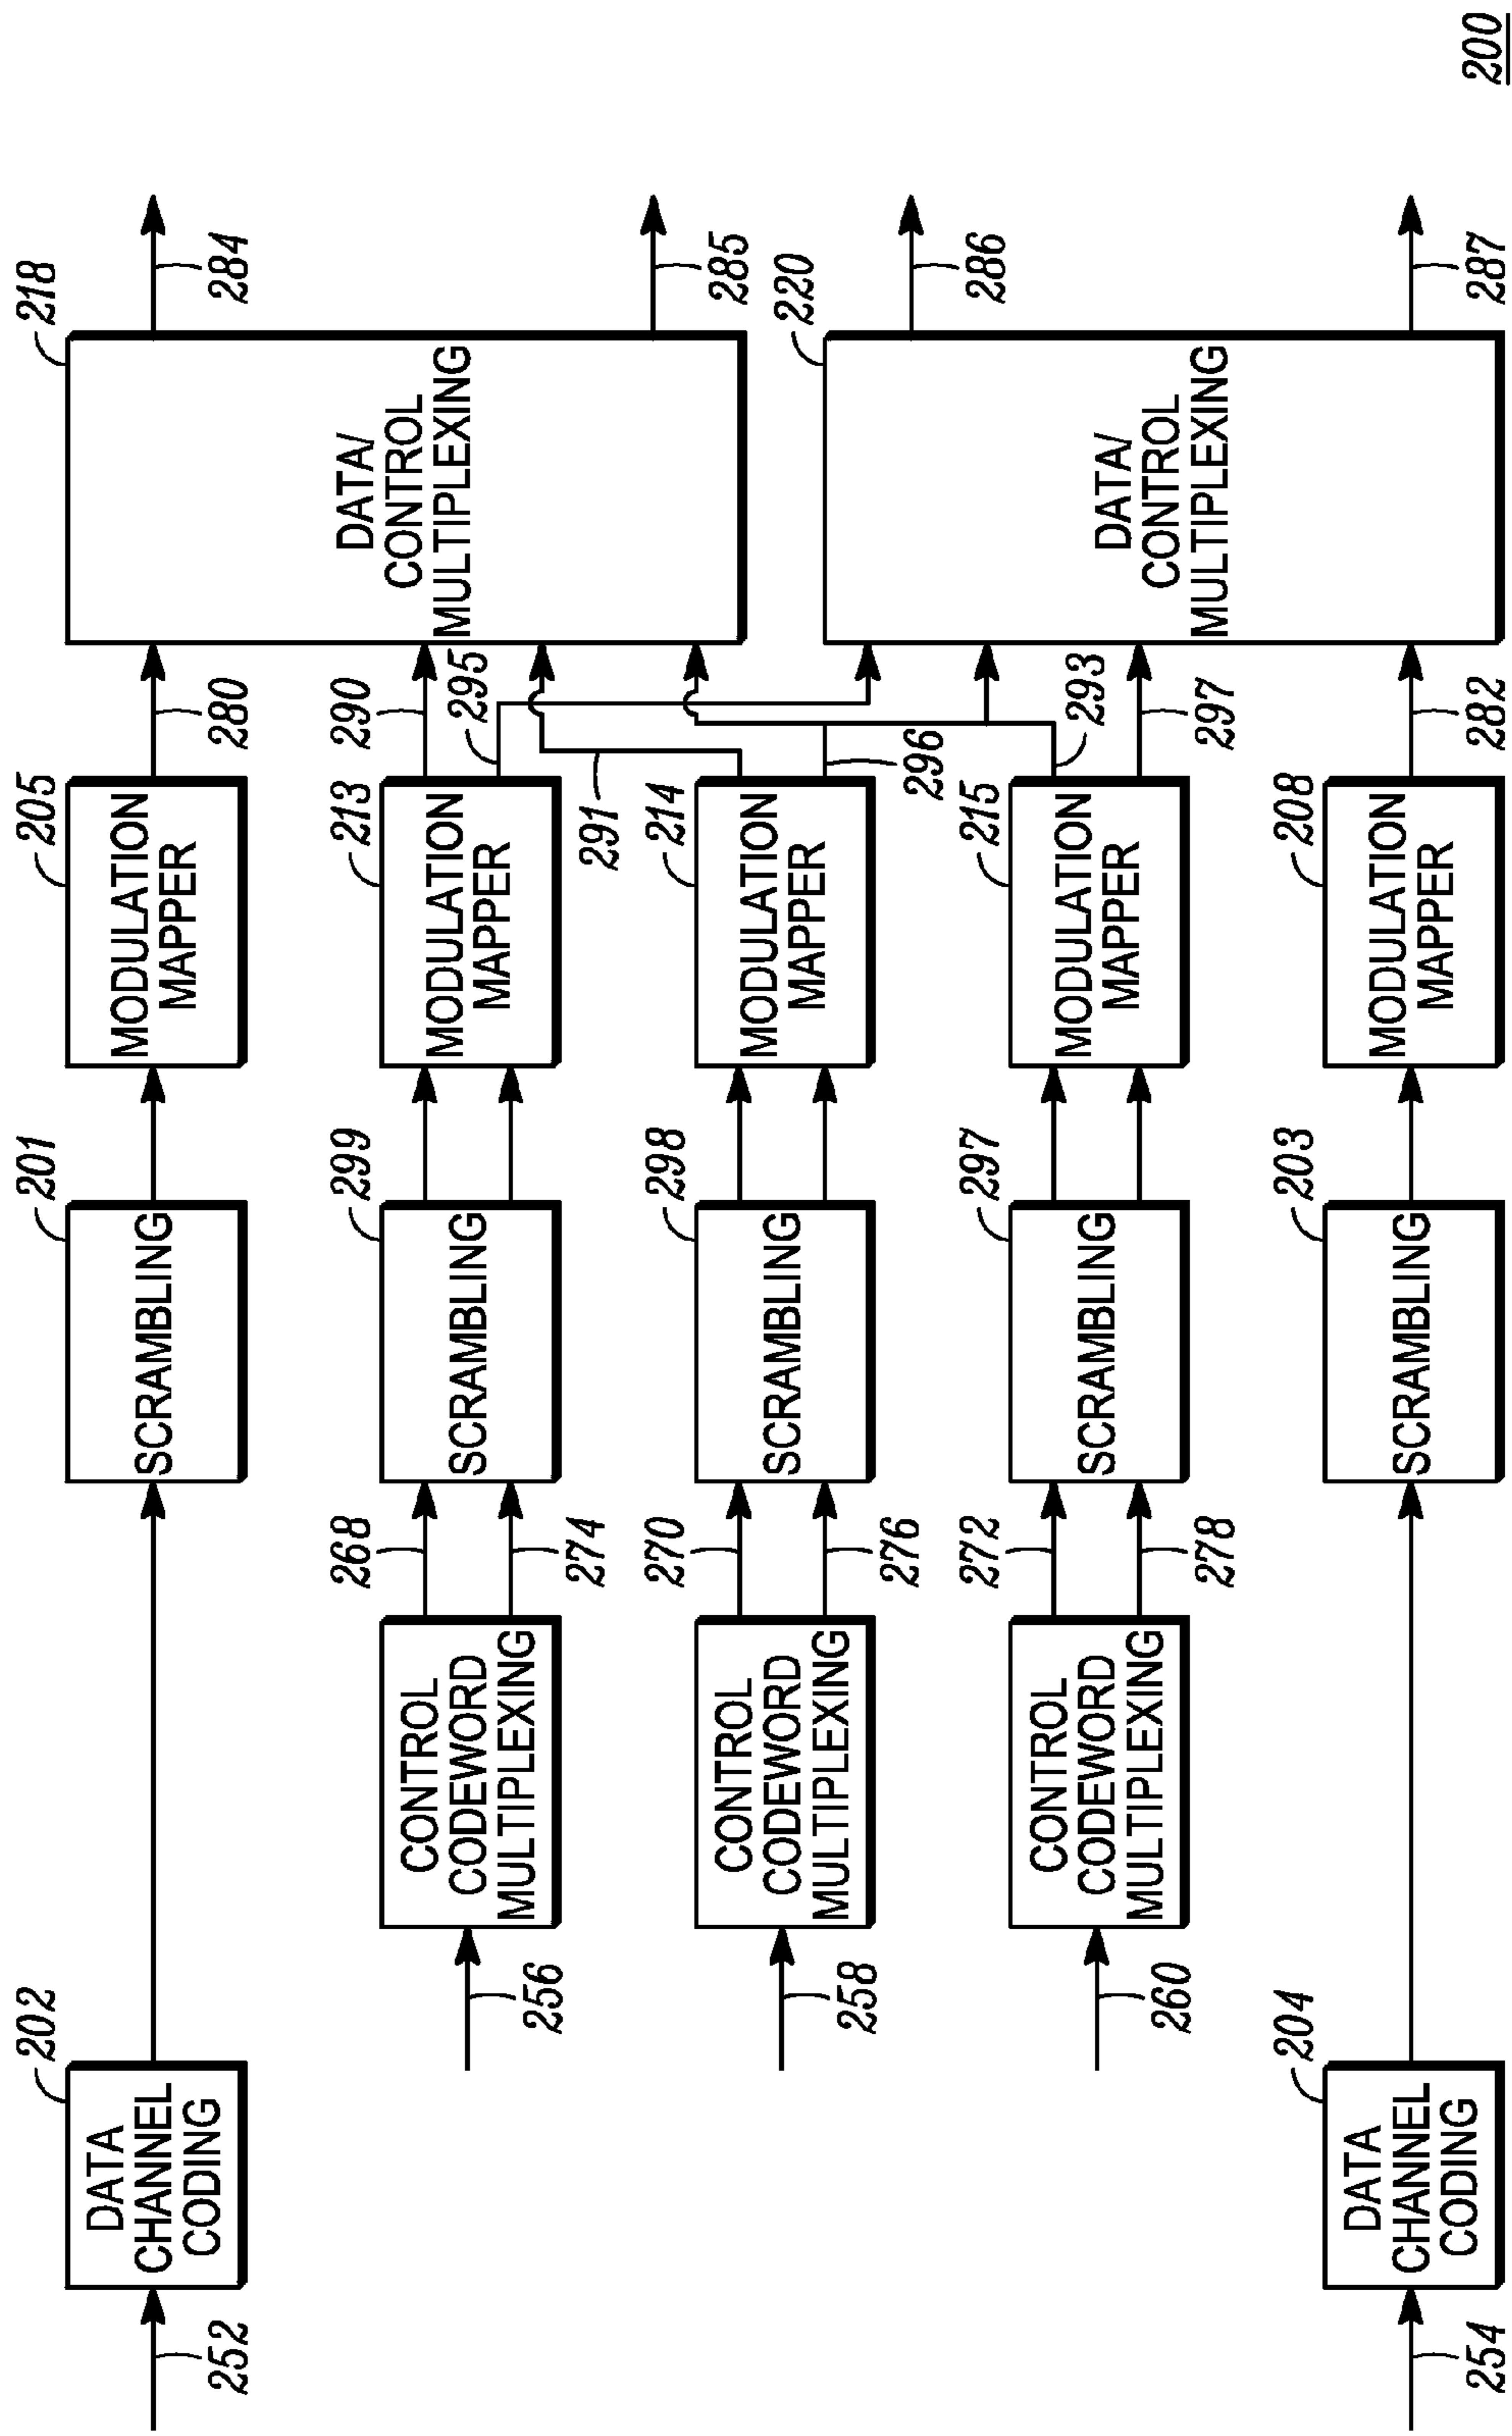 252
DATA
CHANNEL
CODING
202
SCRAMBLING
201
MODULATION
MAPPER
205
280
DATA/
CONTROL
MULTIPLEXING
218
284
285
256
CONTROL
CODEWORD
MULTIPLEXING
268
274
SCRAMBLING
299
MODULATION
MAPPER
213
290
295
291
258
CONTROL
CODEWORD
MULTIPLEXING
270
276
SCRAMBLING
298
MODULATION
MAPPER
214
296
DATA/
CONTROL
MULTIPLEXING
220
286
287
260
CONTROL
CODEWORD
MULTIPLEXING
272
278
SCRAMBLING
297
MODULATION
MAPPER
215
293
297
254
DATA
CHANNEL
CODING
204
SCRAMBLING
203
MODULATION
MAPPER
208
282
200